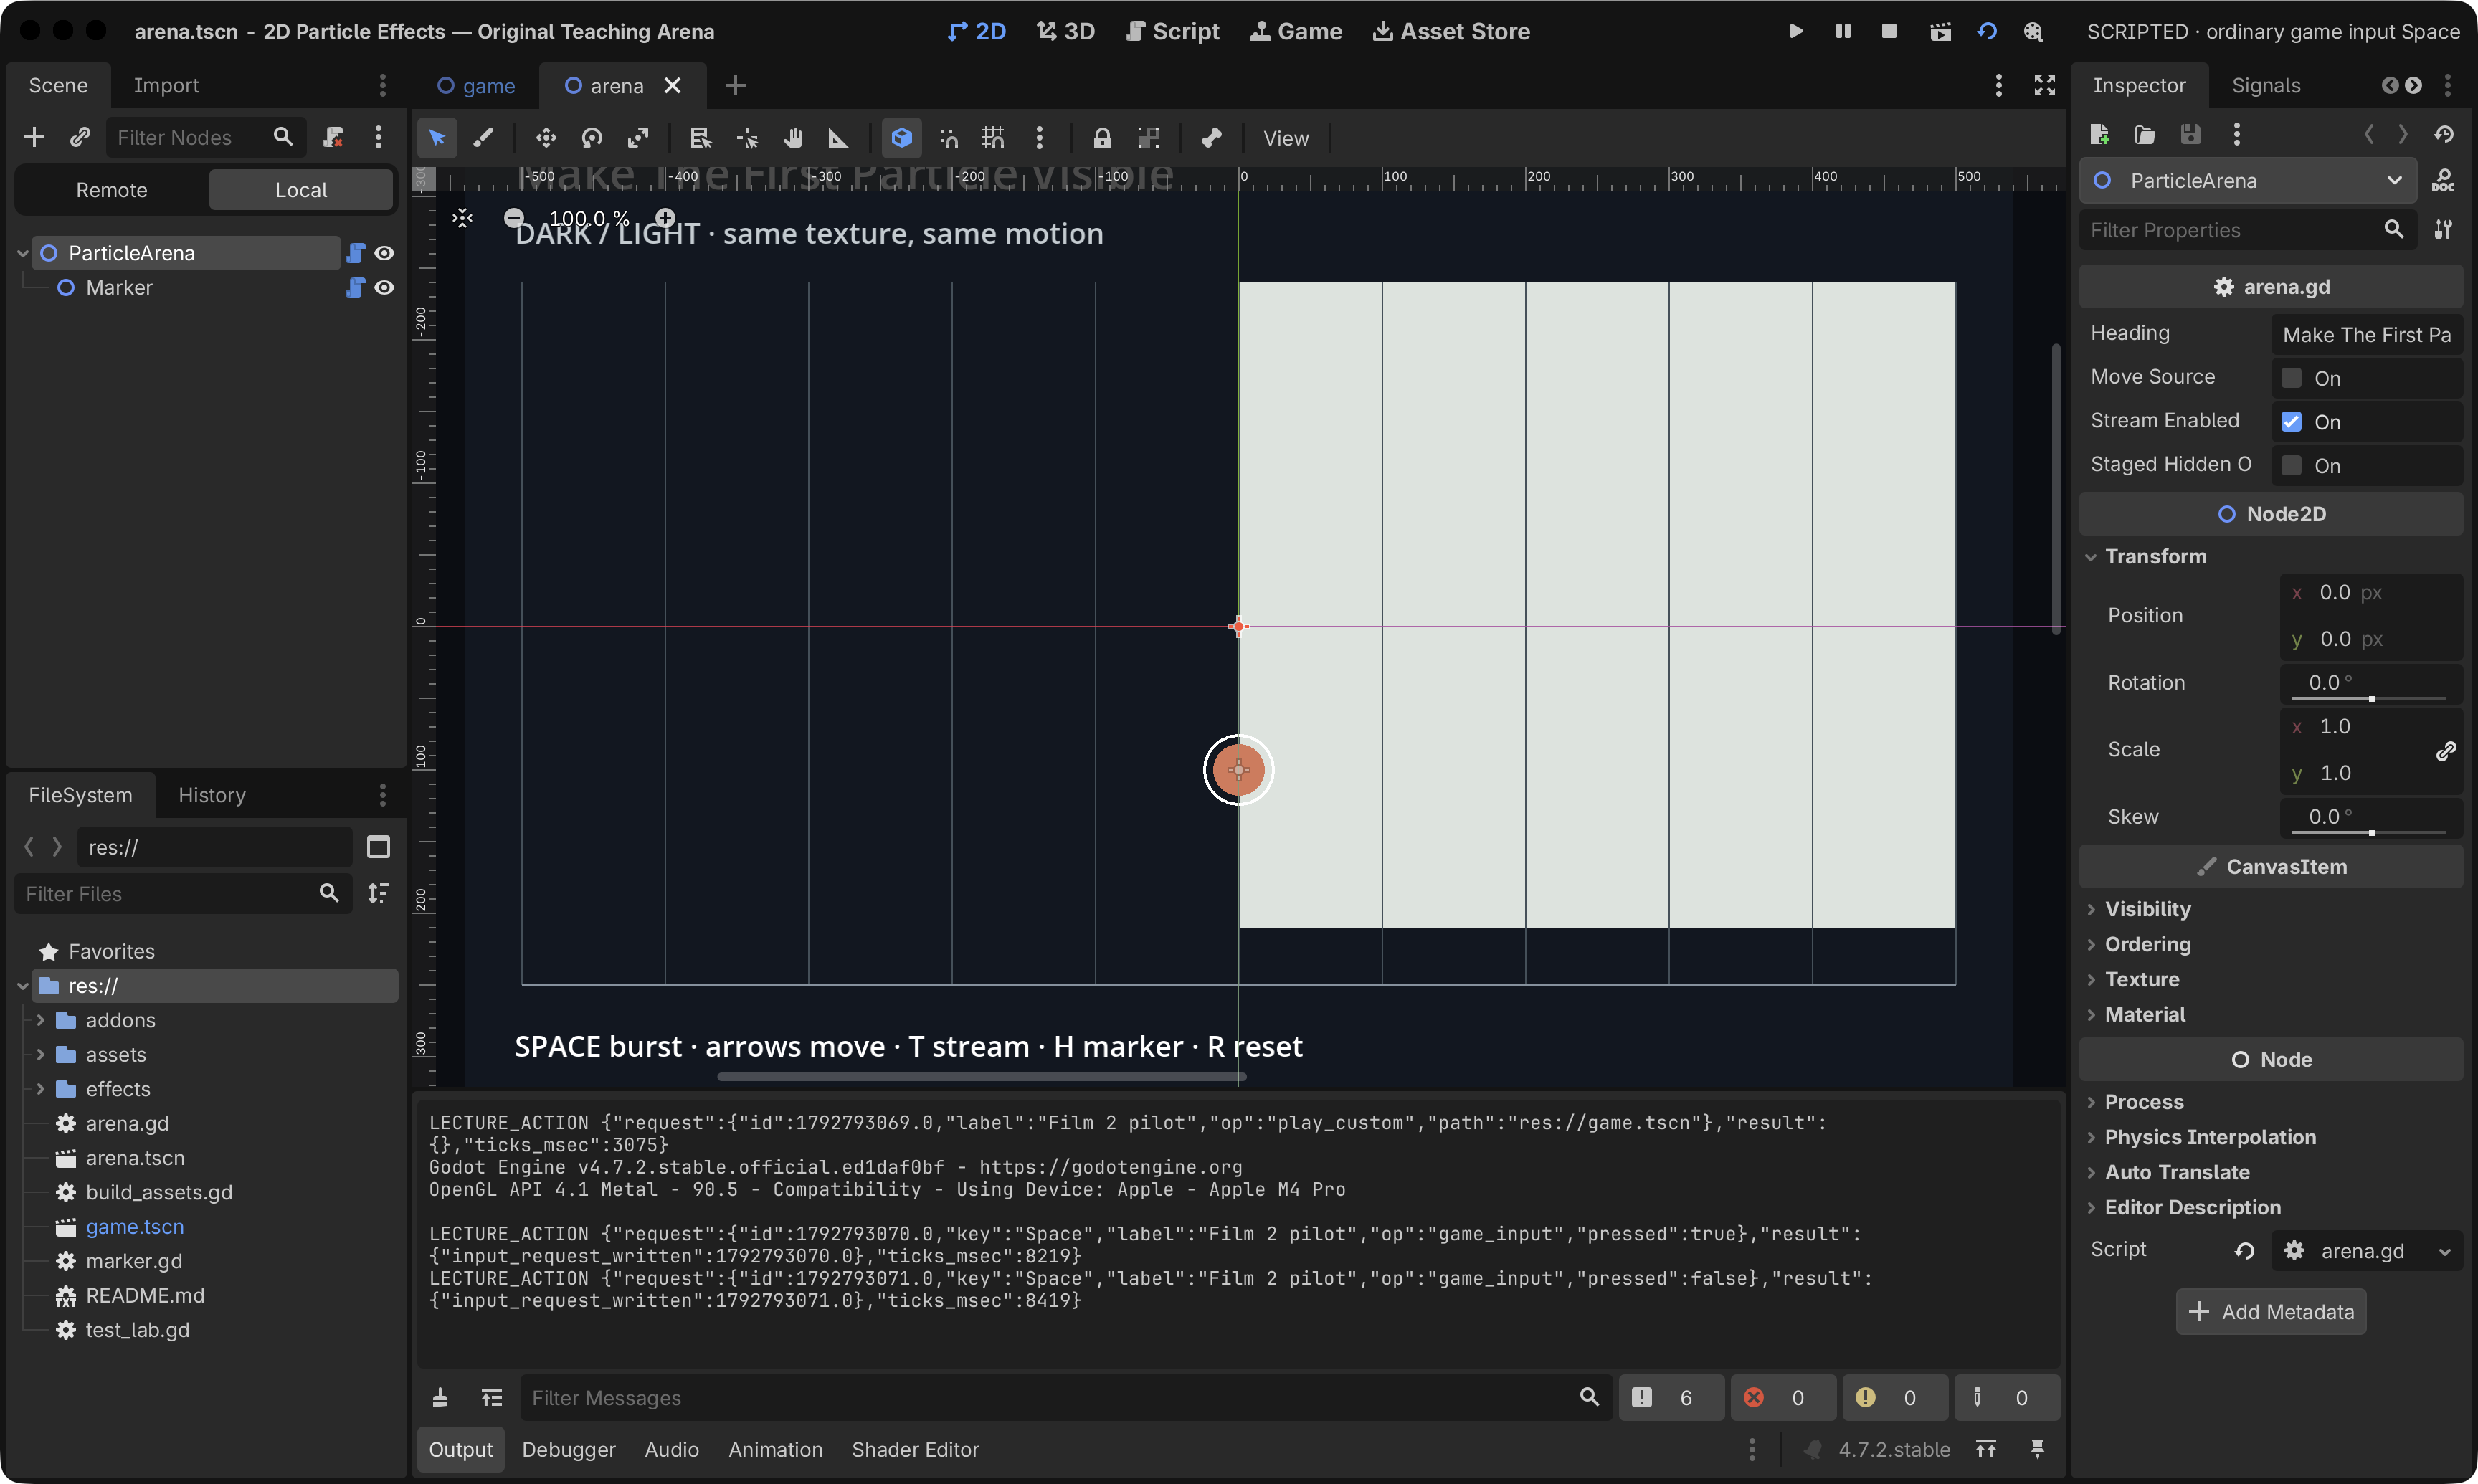 arena.tscn - 2D Particle Effects — Original Teaching Arena
2D
3D
Script
Game
Asset Store
SCRIPTED · ordinary game input Space
Scene
Import
game
arena
Inspector
Signals
Filter Nodes
View
Remote
Local
ParticleArena
Marker
Make The First Particle Visible
-500
-400
-300
-200
-100
0
100
200
300
400
500
100.0 %
DARK / LIGHT · same texture, same motion
-300
-200
-100
0
100
200
300
SPACE burst · arrows move · T stream · H marker · R reset
ParticleArena
Filter Properties
arena.gd
Heading
Make The First Pa
Move Source
On
Stream Enabled
On
Staged Hidden O
On
Node2D
Transform
Position
x 0.0 px
y 0.0 px
Rotation
0.0 °
Scale
x 1.0
y 1.0
Skew
0.0 °
CanvasItem
Visibility
Ordering
Texture
Material
Node
Process
Physics Interpolation
Auto Translate
Editor Description
Script
arena.gd
Add Metadata
FileSystem
History
res://
Filter Files
Favorites
res://
addons
assets
effects
arena.gd
arena.tscn
build_assets.gd
game.tscn
marker.gd
README.md
test_lab.gd
LECTURE_ACTION {"request":{"id":1792793069.0,"label":"Film 2 pilot","op":"play_custom","path":"res://game.tscn"},"result":
{},"ticks_msec":3075}
Godot Engine v4.7.2.stable.official.ed1daf0bf - https://godotengine.org
OpenGL API 4.1 Metal - 90.5 - Compatibility - Using Device: Apple - Apple M4 Pro
LECTURE_ACTION {"request":{"id":1792793070.0,"key":"Space","label":"Film 2 pilot","op":"game_input","pressed":true},"result":
{"input_request_written":1792793070.0},"ticks_msec":8219}
LECTURE_ACTION {"request":{"id":1792793071.0,"key":"Space","label":"Film 2 pilot","op":"game_input","pressed":false},"result":
{"input_request_written":1792793071.0},"ticks_msec":8419}
Filter Messages
6
0
0
0
Output
Debugger
Audio
Animation
Shader Editor
4.7.2.stable